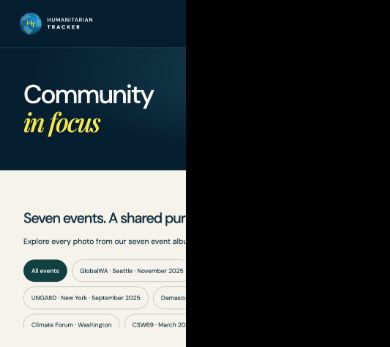 HUMANITARIAN
TRACKER
Community
in focus
Seven events. A shared pur
Explore every photo from our seven event albu
All events
GlobalWA · Seattle · November 2025
UNGA80 · New York · September 2025
Damasc
Climate Forum · Washington
CSW69 · March 20